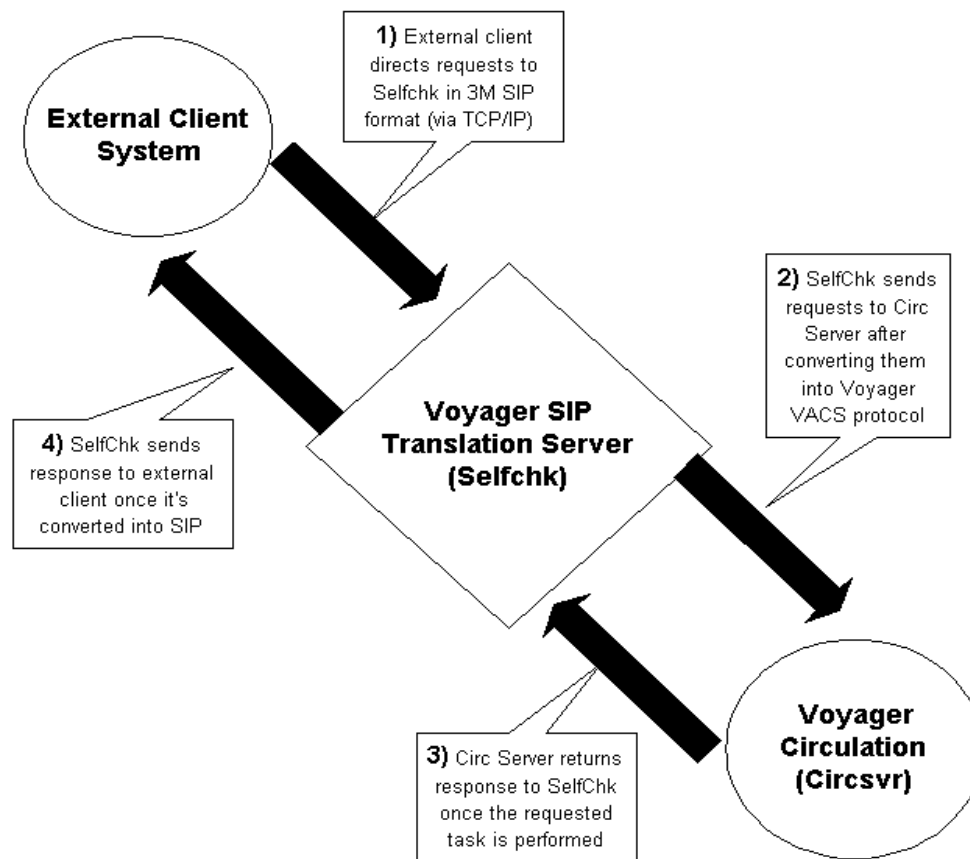 1) External client
directs requests to
Selfchk in 3M SIP
format (via TCP/IP)
External Client
System
2) SelfChk sends
requests to Circ
Server after
converting them
into Voyager
VACS protocol
Voyager SIP
Translation Server
(Selfchk)
4) SelfChk sends
response to external
client once it's
converted into SIP
Voyager
Circulation
(Circsvr)
3) Circ Server returns
response to SelfChk
once the requested
task is performed